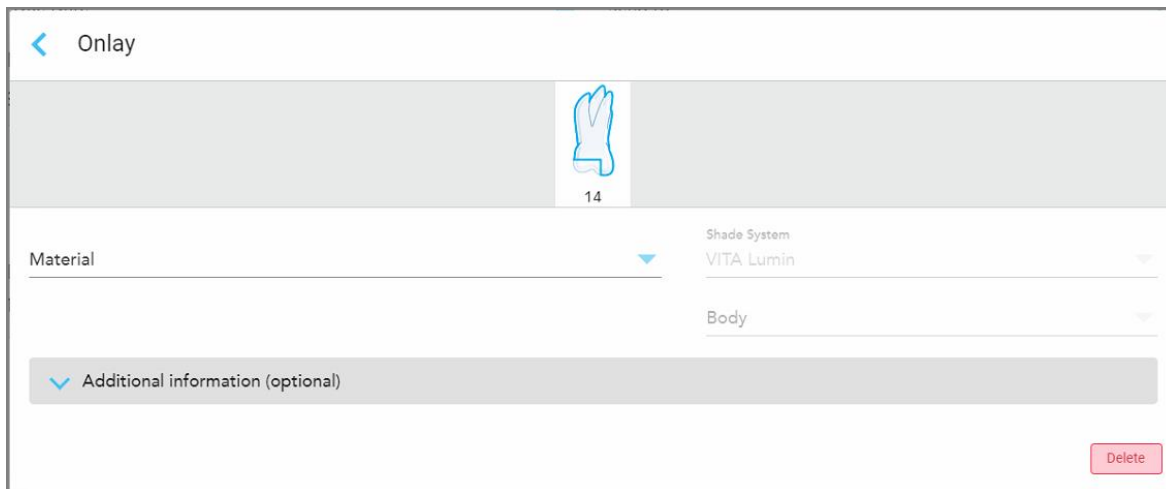 Onlay
14
Material
Shade System
VITA Lumin
Body
Additional information (optional)
Delete